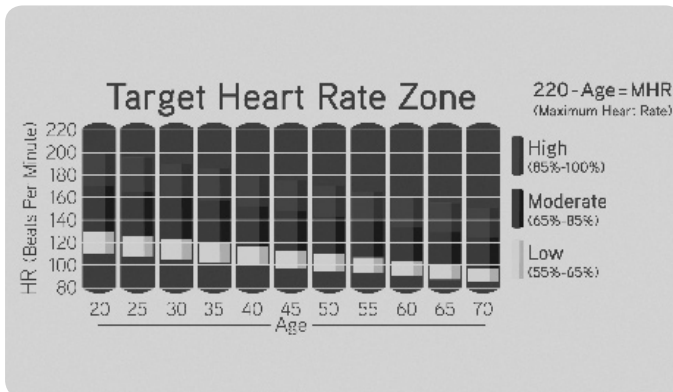 Target Heart Rate Zone
220-Age=MHR
(Maximum Heart Rate)
HR (Beats Per Minute)
220
200
180
160
140
120
100
80
High
(85%-100%)
Moderate
(65%-85%)
Low
(55%-65%)
20 25 30 35 40 45 50 55 60 65 70
Age